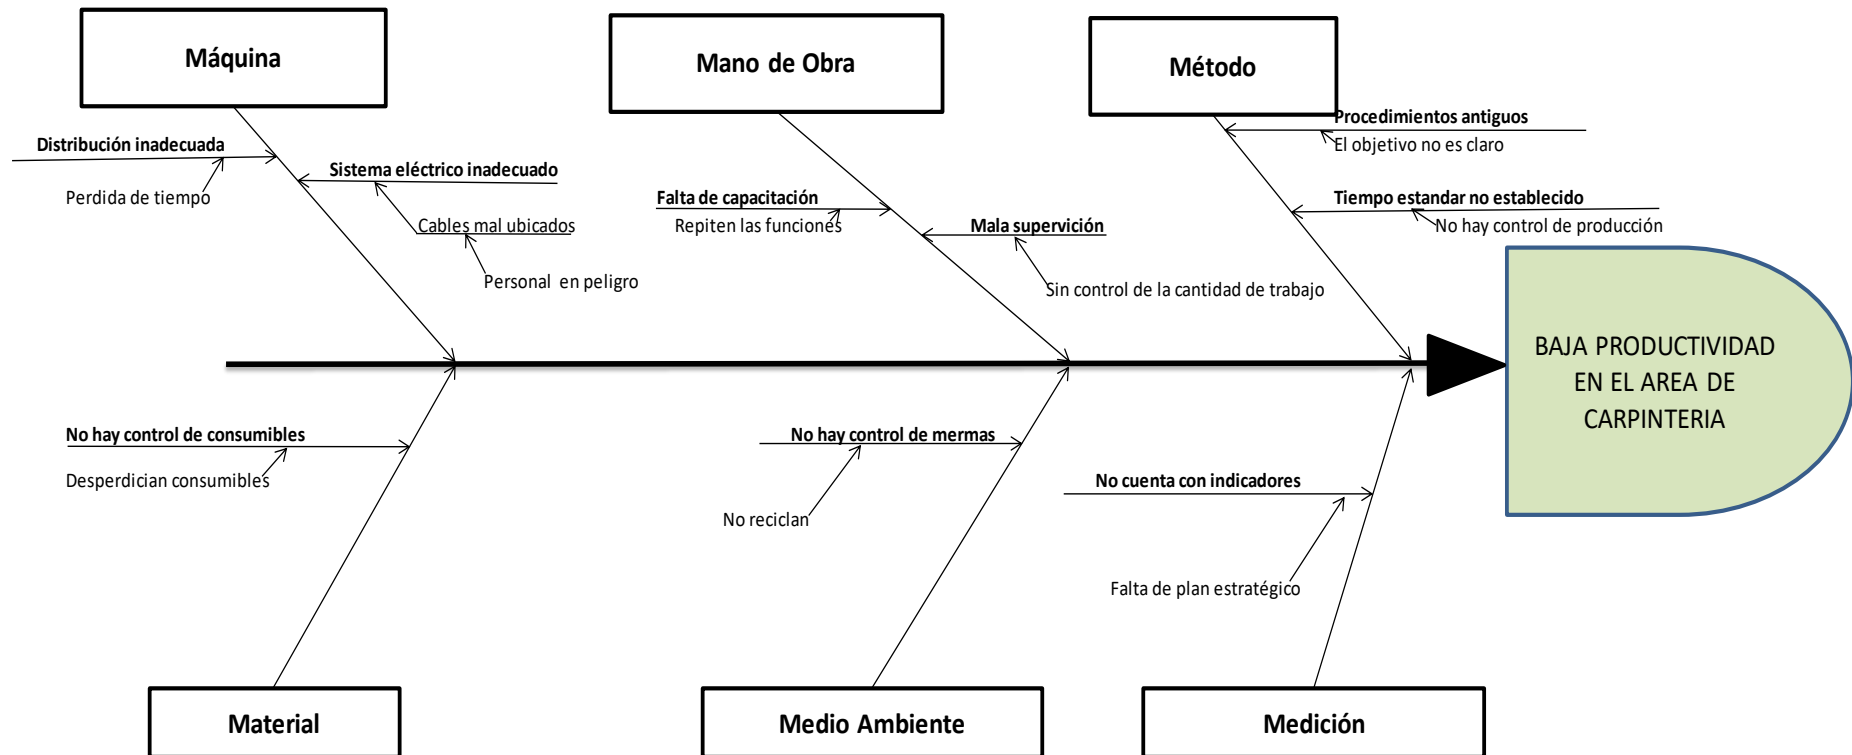 Máquina
Mano de Obra
Método
Distribución inadecuada
Perdida de tiempo
Sistema eléctrico inadecuado
Cables mal ubicados
Personal en peligro
Falta de capacitación
Repiten las funciones
Mala supervición
Sin control de la cantidad de trabajo
Procedimientos antiguos
El objetivo no es claro
Tiempo estandar no establecido
No hay control de producción
BAJA PRODUCTIVIDAD
EN EL AREA DE
CARPINTERIA
No hay control de consumibles
Desperdician consumibles
No hay control de mermas
No reciclan
No cuenta con indicadores
Falta de plan estratégico
Material
Medio Ambiente
Medición